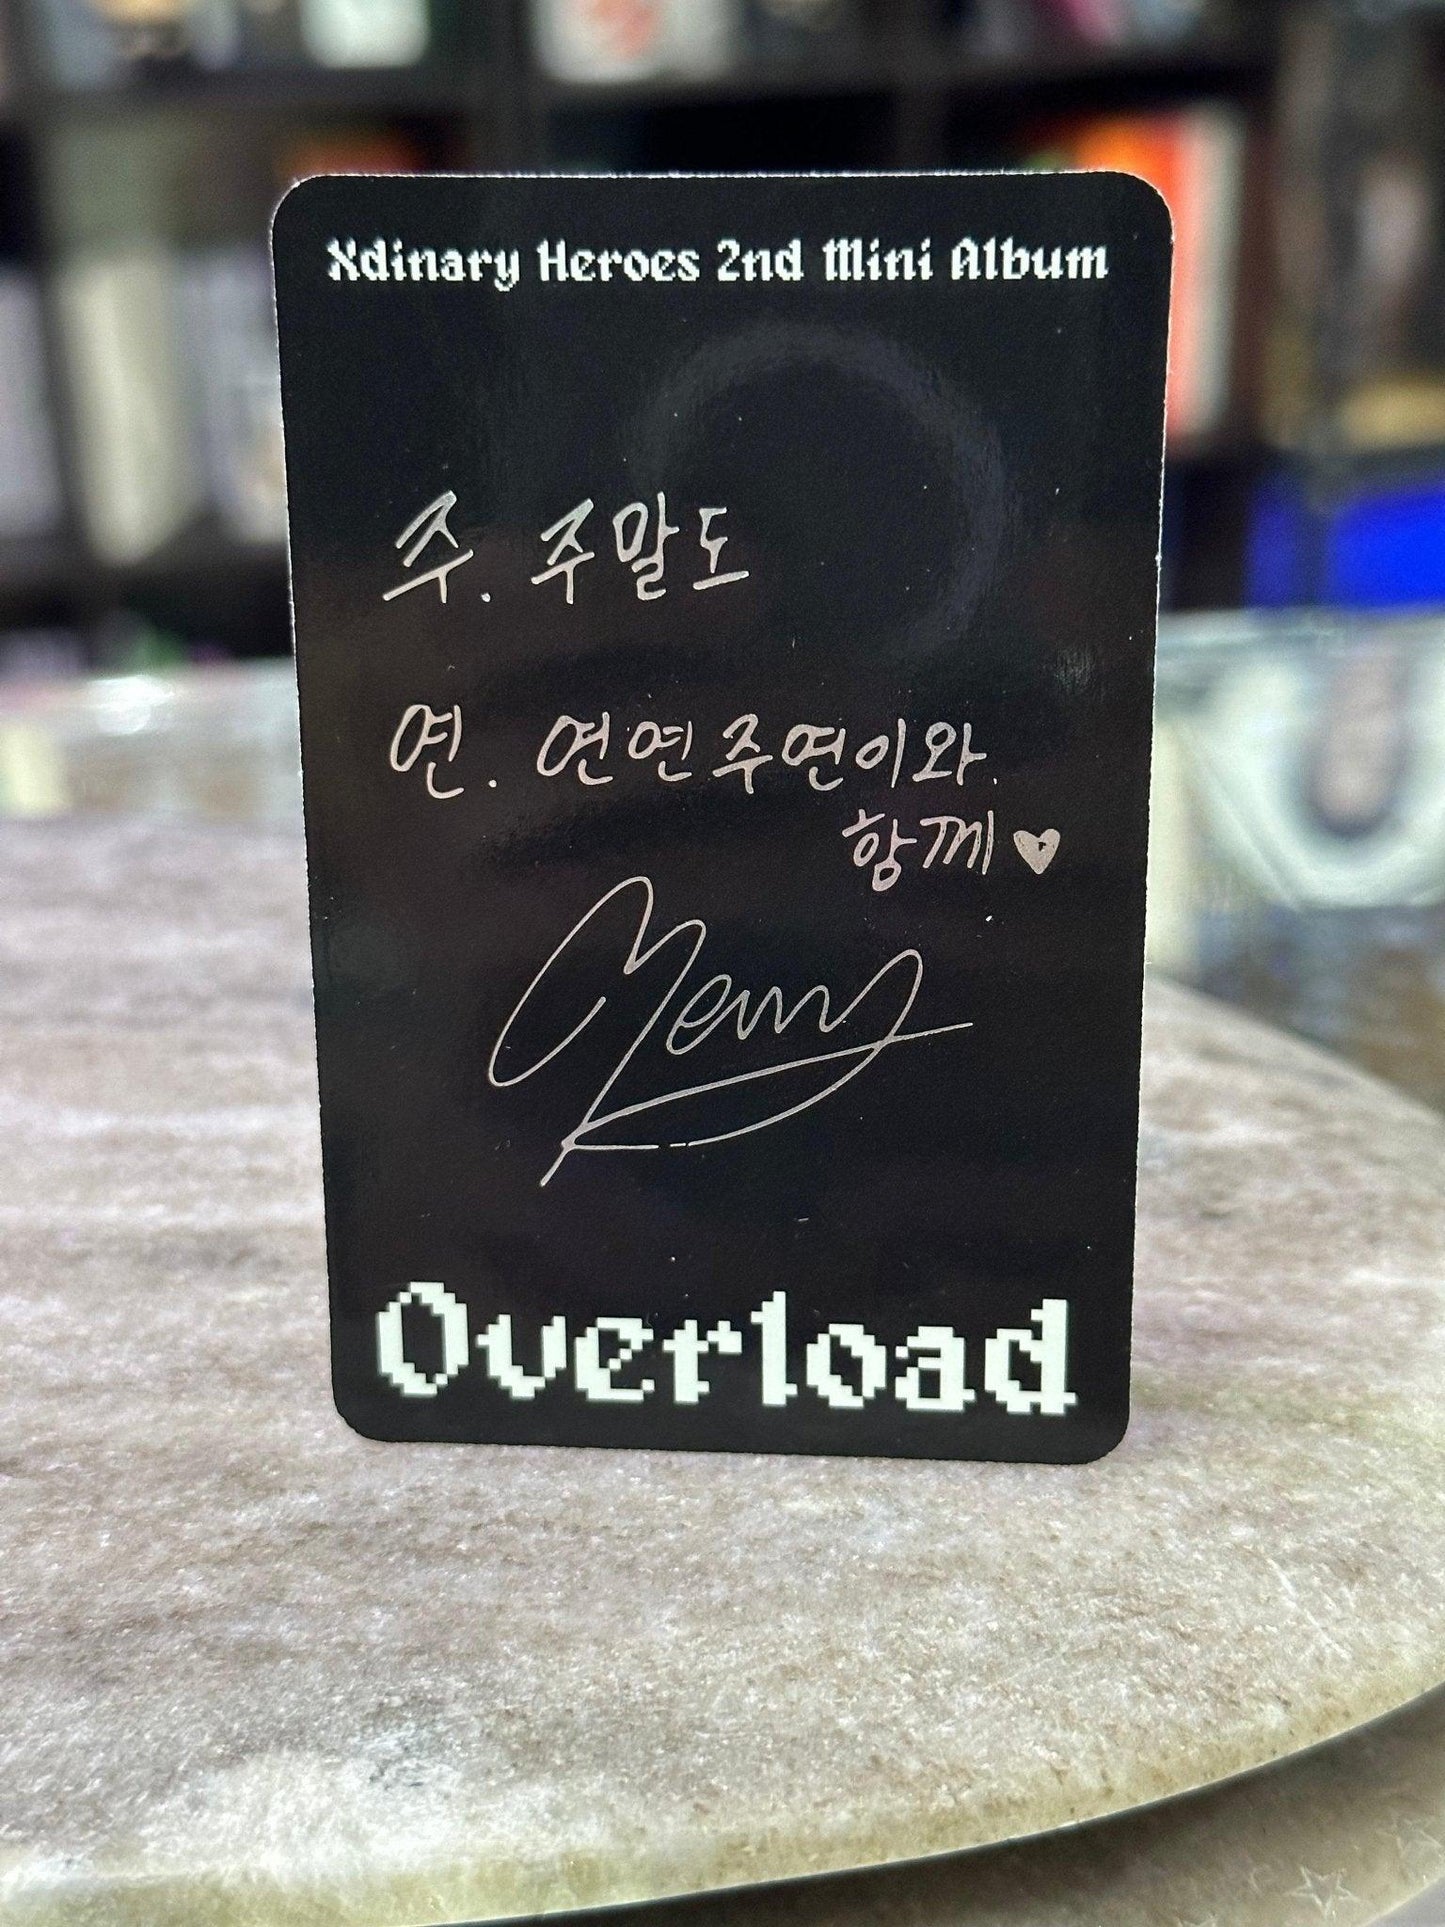 Xdinary Heroes 2nd Mini Album
주. 주말도
연. 연연주연이와.
함께♥
Overload